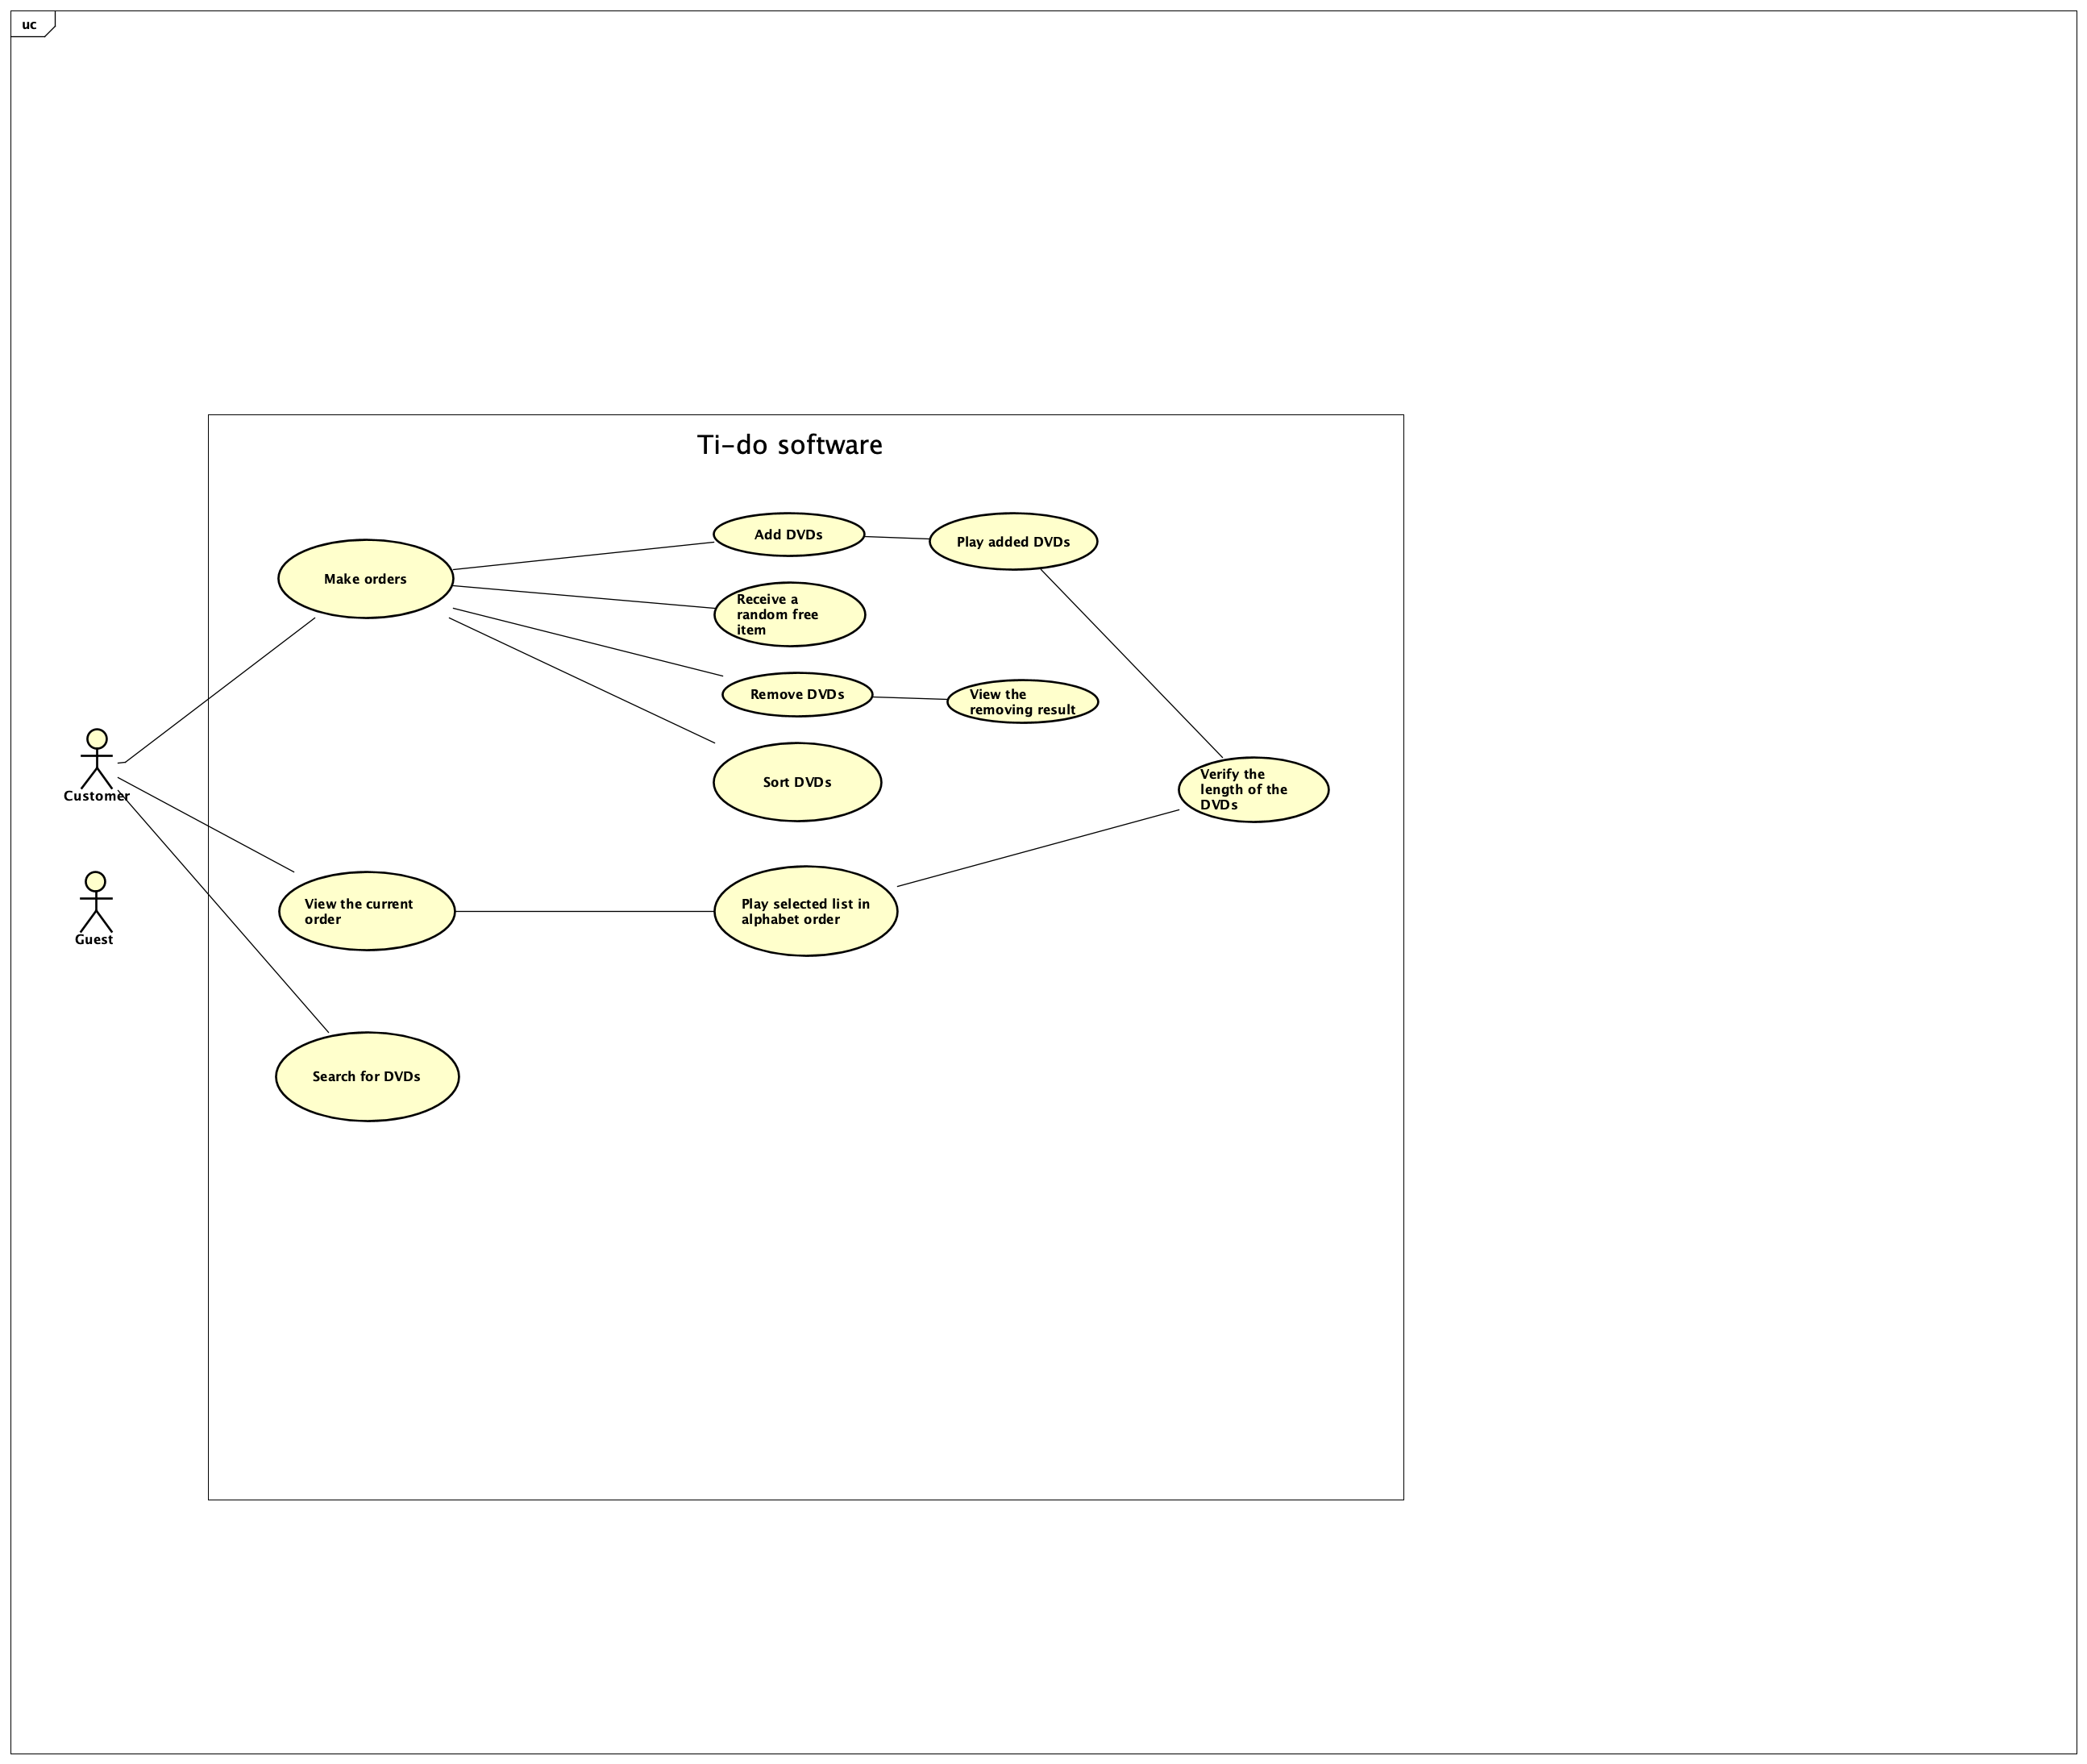 uc
Ti-do software
Add DVDs
Play added DVDs
Make orders
Receive a
random free
item
Remove DVDs
View the
removing result
Sort DVDs
Verify the
length of the
DVDs
Customer
View the current
order
Play selected list in
alphabet order
Guest
Search for DVDs